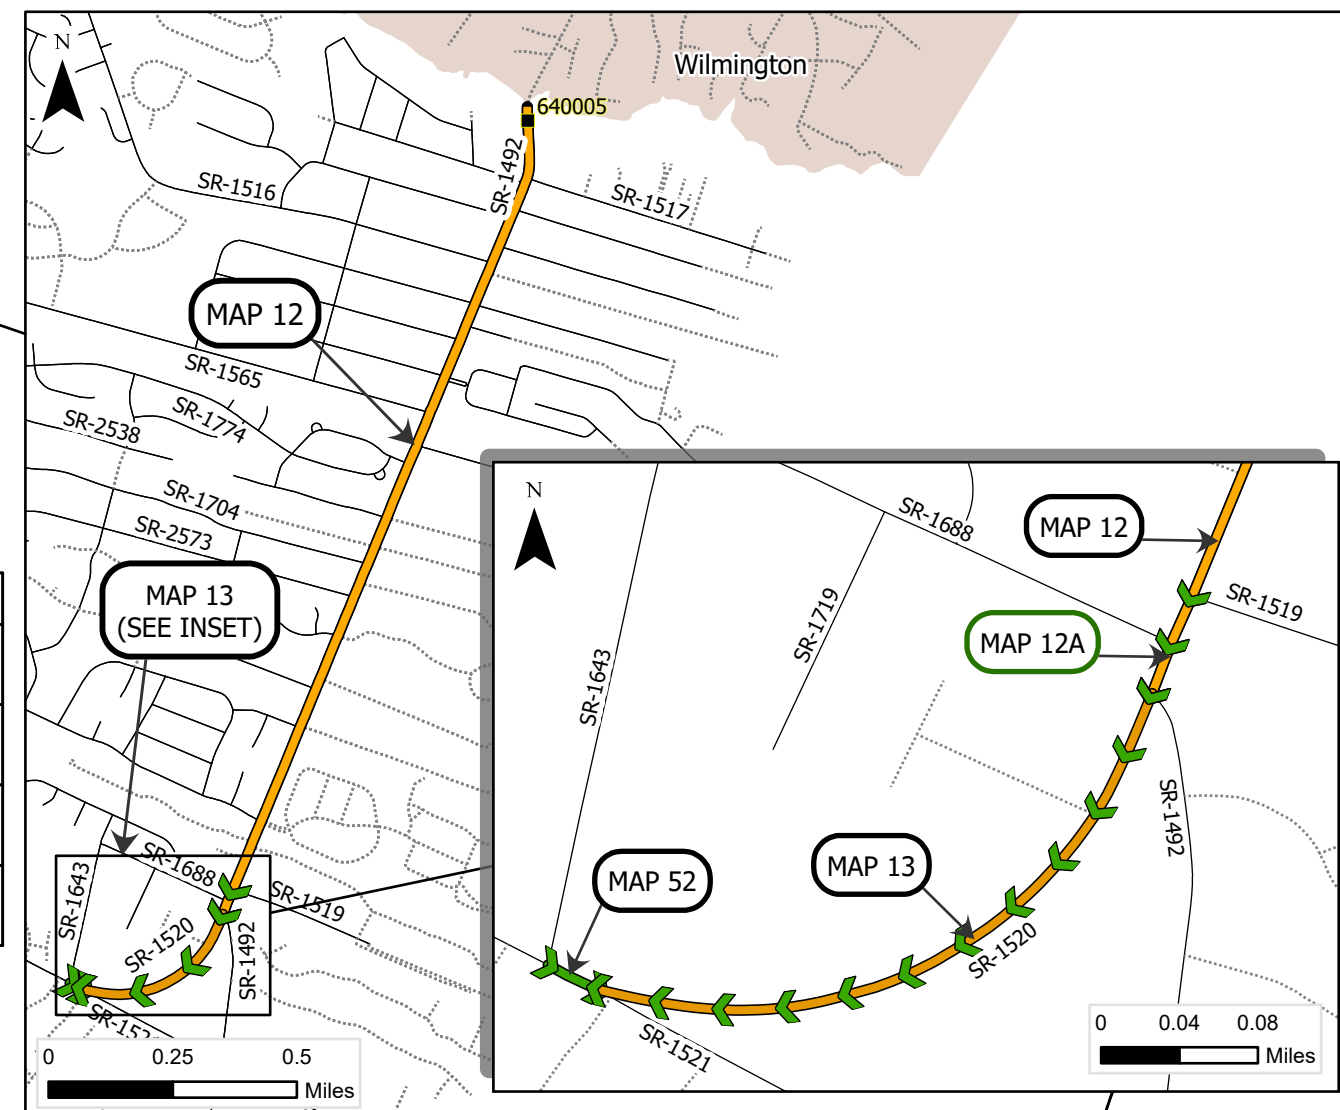 N
Wilmington
640005
SR-1492
SR-1516
SR-1517
MAP 12
SR-1565
SR-1774
SR-2538
SR-1704
SR-2573
MAP 13
(SEE INSET)
SR-1688
SR-1643
SR-1519
SR-1520
SR-1492
0 0.25 0.5
Miles
N
SR-1688
MAP 12
SR-1719
SR-1519
MAP 12A
SR-1643
SR-1492
MAP 13
MAP 52
SR-1520
SR-1521
0 0.04 0.08
Miles